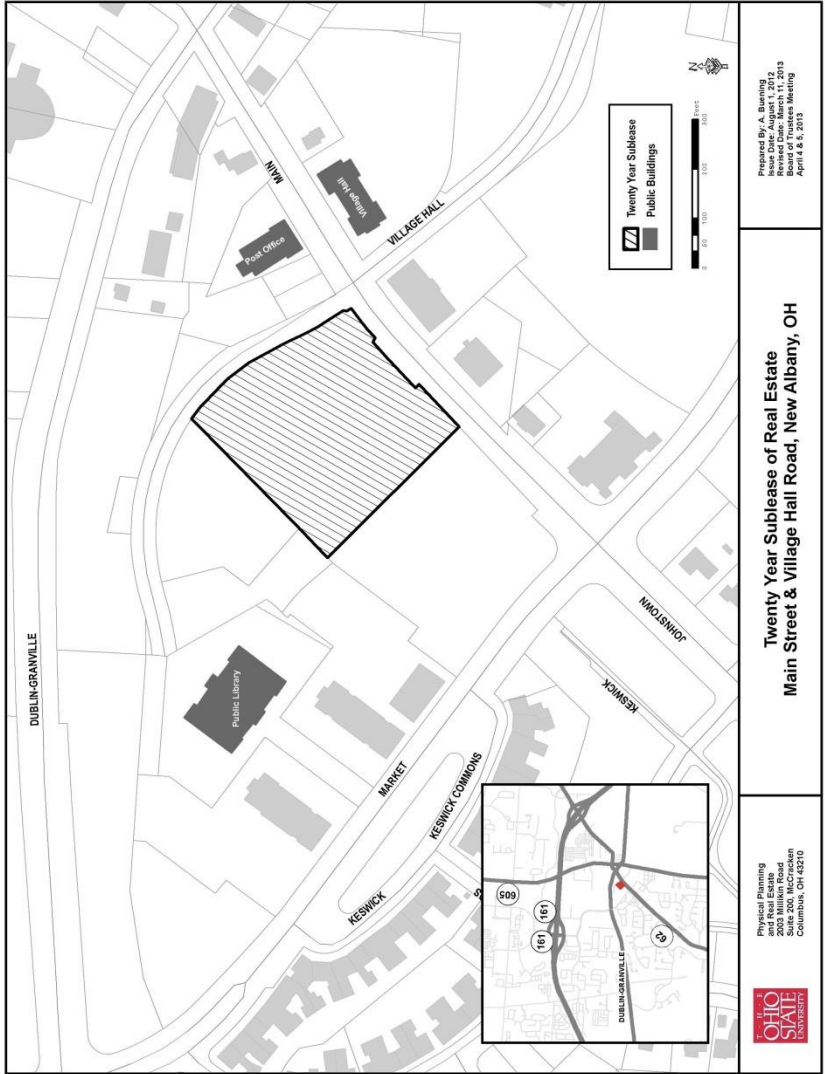 DUBLIN-GRANVILLE
MAIN
Post Office
Village Hall
VILLAGE HALL
Public Library
MARKET
KESWICK COMMONS
KESWICK
KESWICK
JOHNSTOWN
N
Twenty Year Sublease
Public Buildings
Feet
0 50 100 200 300
605
161
161
62
DUBLIN-GRANVILLE
T · H · E
OHIO
STATE
UNIVERSITY
Physical Planning
and Real Estate
2003 Millikin Road
Suite 200, McCracken
Columbus, OH 43210
Twenty Year Sublease of Real Estate
Main Street & Village Hall Road, New Albany, OH
Prepared By: A. Buening
Issue Date: August 1, 2012
Revised Date: March 11, 2013
Board of Trustees Meeting
April 4 & 5, 2013